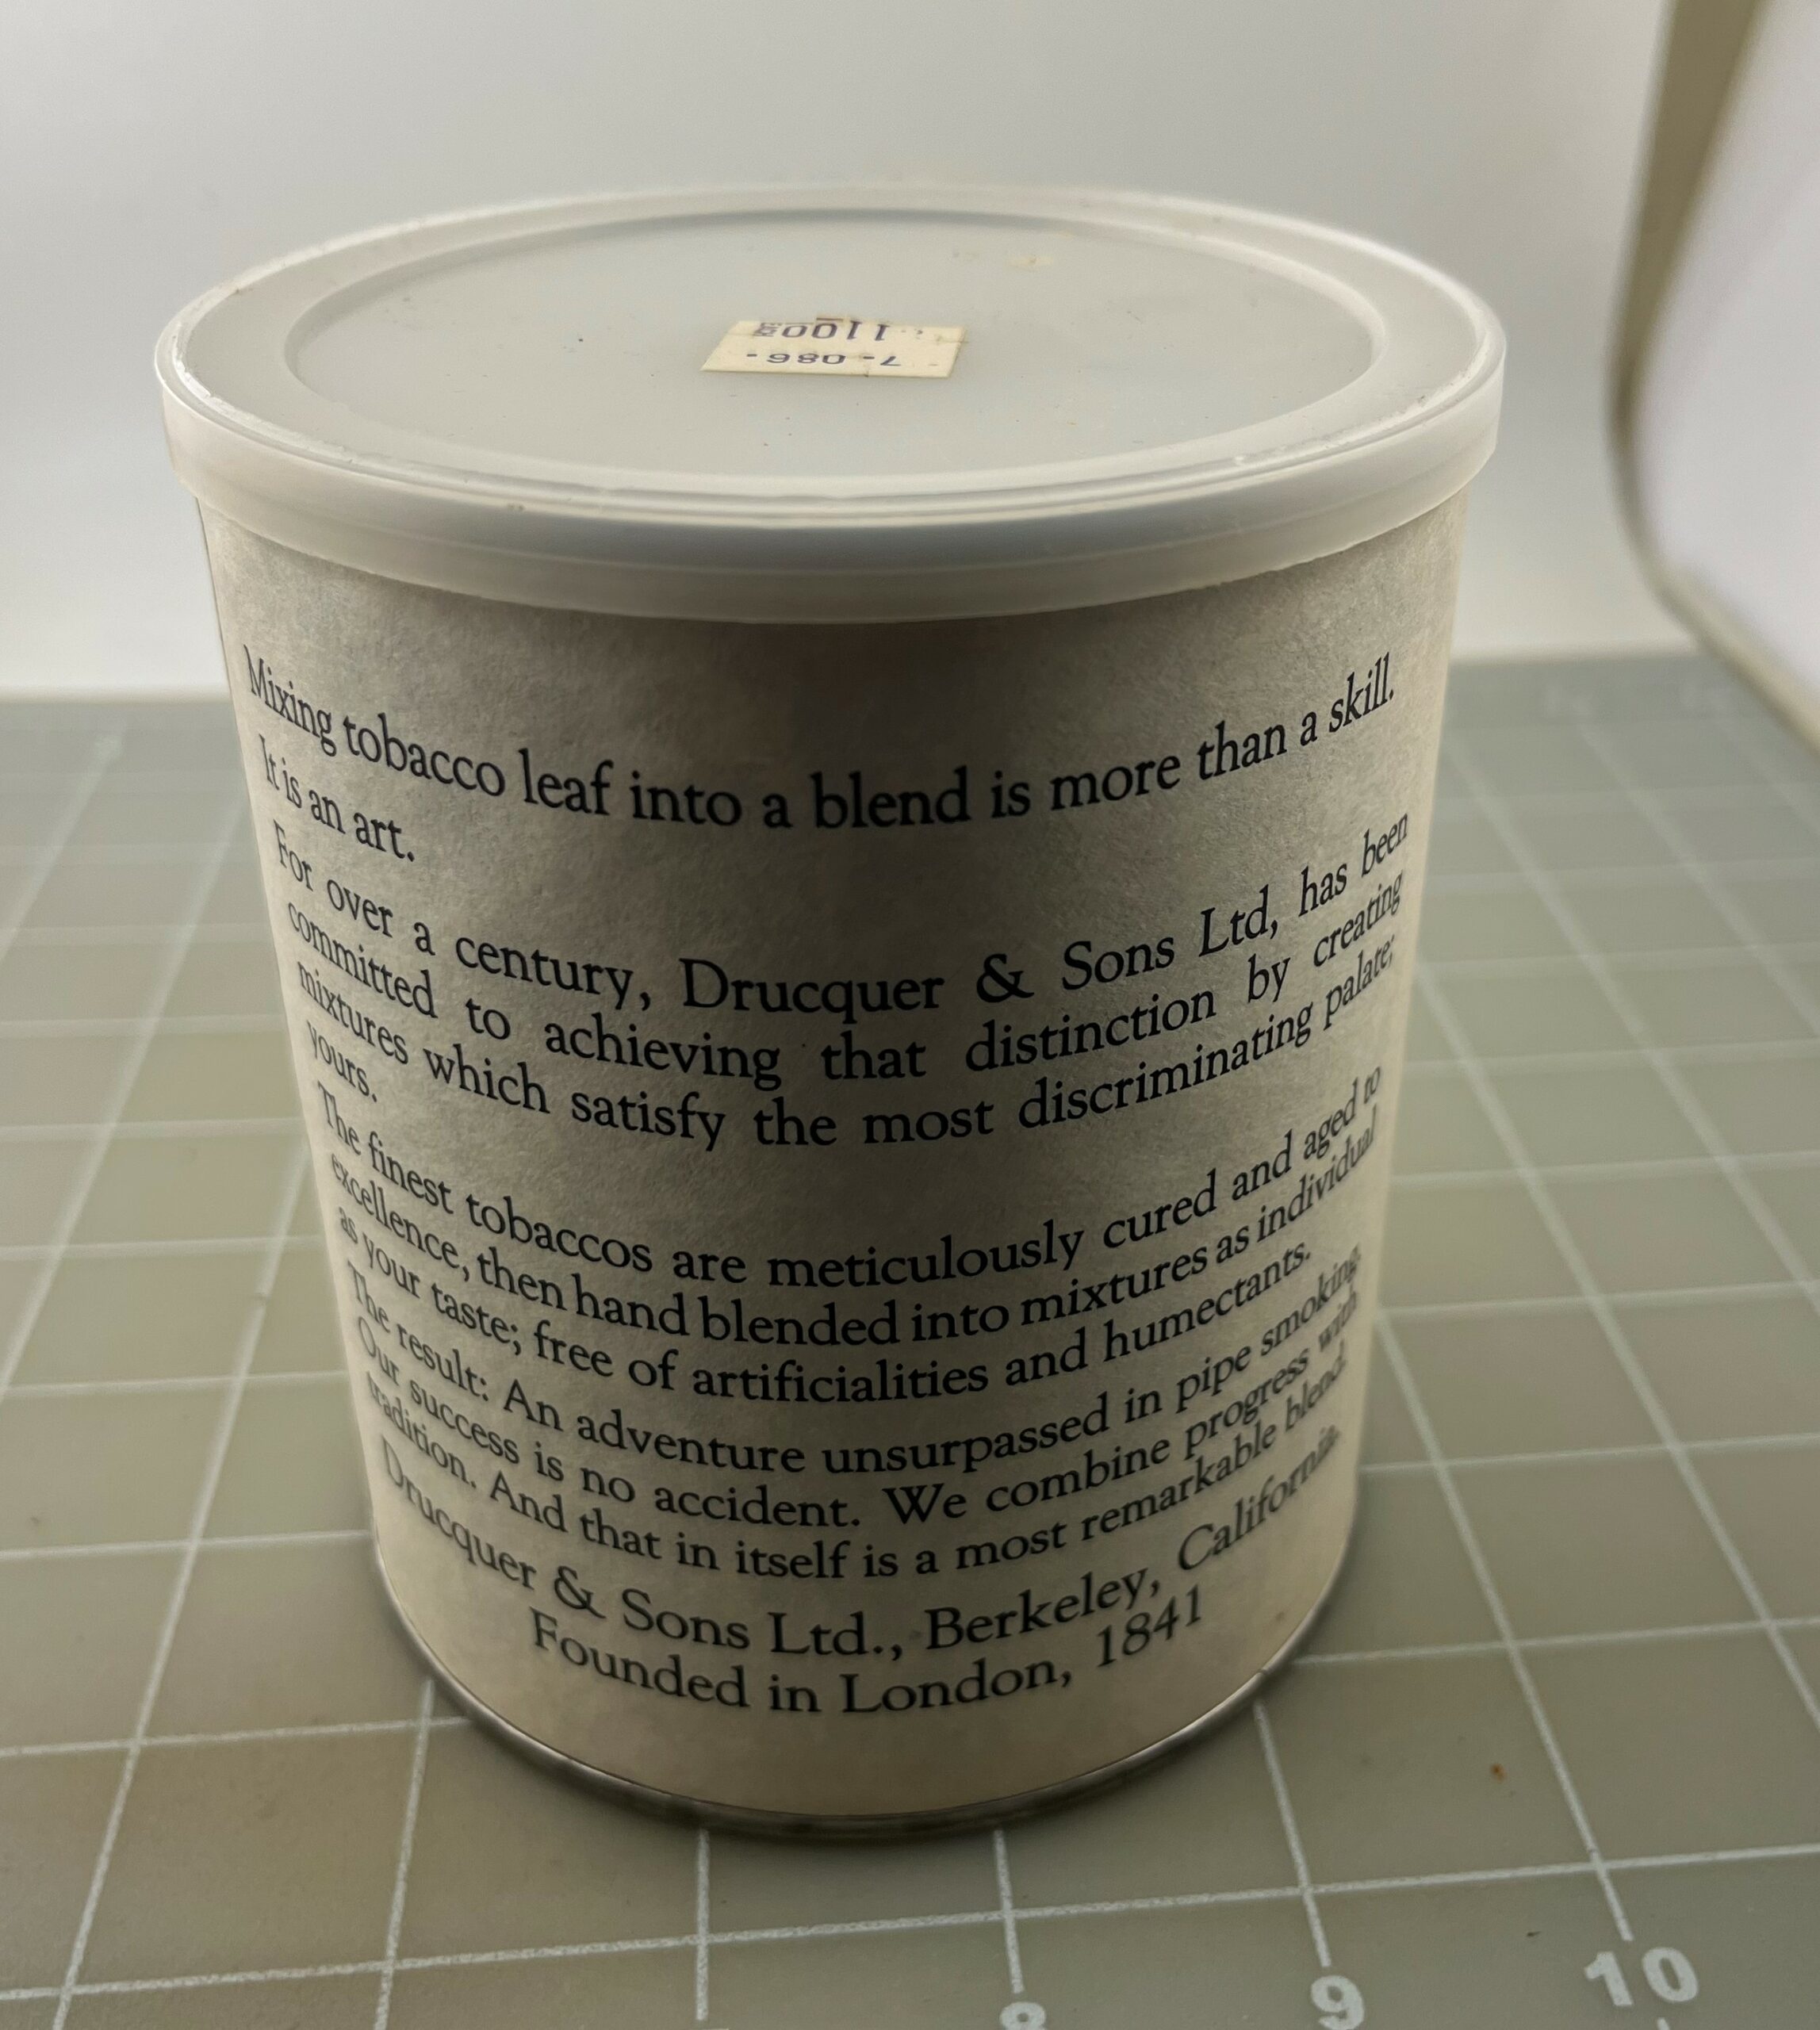 7-086-
1100
Mixing tobacco leaf into a blend is more than a skill.
It is an art.
For over a century, Drucquer & Sons Ltd, has been
committed to achieving that distinction by creating
mixtures which satisfy the most discriminating palate;
yours.
The finest tobaccos are meticulously cured and aged to
excellence, then hand blended into mixtures as individual
as your taste; free of artificialities and humectants.
The result: An adventure unsurpassed in pipe smoking.
Our success is no accident. We combine progress with
tradition. And that in itself is a most remarkable blend.
Drucquer & Sons Ltd., Berkeley, California.
Founded in London, 1841
8 9 10